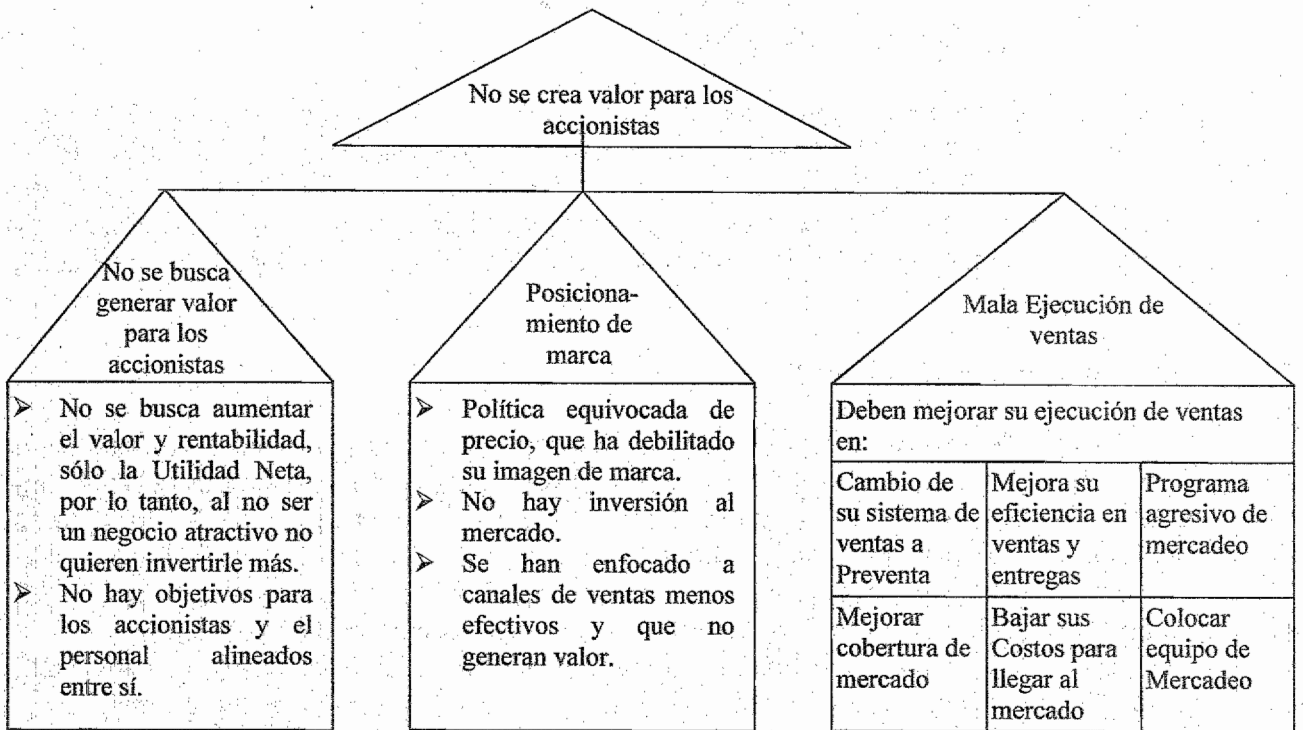 No se crea valor para los
accionistas
No se busca
generar valor
para los
accionistas
➢ No se busca aumentar
el valor y rentabilidad,
sólo la Utilidad Neta,
por lo tanto, al no ser
un negocio atractivo no
quieren invertirle más.
➢ No hay objetivos para
los accionistas y el
personal alineados
entre sí.
Posiciona-
miento de
marca
➢ Política equivocada de
precio, que ha debilitado
su imagen de marca.
➢ No hay inversión al
mercado.
➢ Se han enfocado a
canales de ventas menos
efectivos y que no
generan valor.
Mala Ejecución de
ventas
Deben mejorar su ejecución de ventas
en:
Cambio de
su sistema de
ventas a
Preventa
Mejora su
eficiencia en
ventas y
entregas
Programa
agresivo de
mercadeo
Mejorar
cobertura de
mercado
Bajar sus
Costos para
llegar al
mercado
Colocar
equipo de
Mercadeo